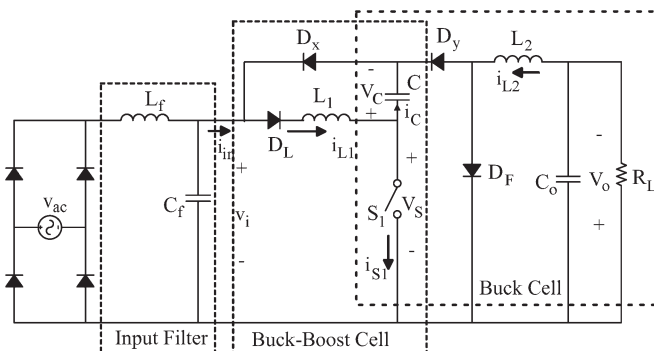 Dx
Dy
L2
Lf
L1
VC
C
iL2
iC
iin
DL
iL1
vac
Cf
vi
S1
VS
DF
Co
Vo
RL
iS1
Buck Cell
Input Filter
Buck-Boost Cell
+
-
+
-
-
+
+
-